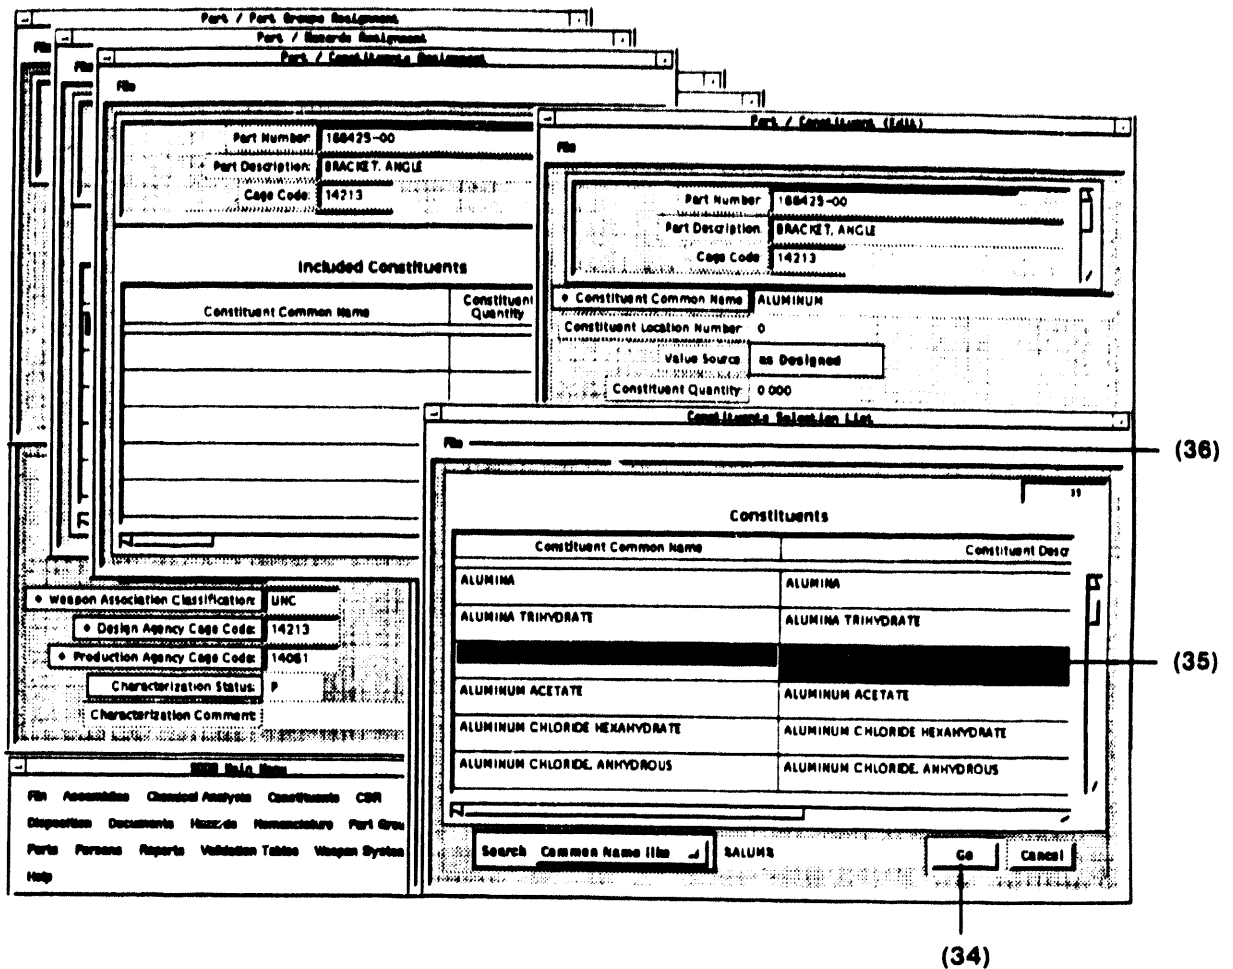 Part / Part Groups Assignment
Part / Hazards Assignment
Part / Constituents Assignment
File
Part Number 188425-00
Part Description: BRACKET, ANGLE
Cage Code 14213
Included Constituents
Constituent Common Name
Constituent Quantity
Part / Constituent (Edit)
File
Part Number 188425-00
Part Description BRACKET, ANGLE
Cage Code 14213
Constituent Common Name ALUMINUM
Constituent Location Number 0
Value Source as Designed
Constituent Quantity 0.000
Constituents Selection List
File
(36)
Constituents
Constituent Common Name Constituent Descr
ALUMINA ALUMINA
ALUMINA TRIHYDRATE ALUMINA TRIHYDRATE
(35)
ALUMINUM ACETATE ALUMINUM ACETATE
ALUMINUM CHLORIDE HEXAHYDRATE ALUMINUM CHLORIDE HEXAHYDRATE
ALUMINUM CHLORIDE, ANHYDROUS ALUMINUM CHLORIDE, ANHYDROUS
Search Common Name like
Go Cancel
(34)
Weapon Association Classification: UNC
Design Agency Cage Code: 14213
Production Agency Cage Code: 14081
Characterization Status: P
Characterization Comment:
Main Menu
File Assemblies Chemical Analysis Constituents CSR
Disposition Documents Hazards Nomenclature Part Grou
Parts Persons Reports Validation Tables Weapon System
Help